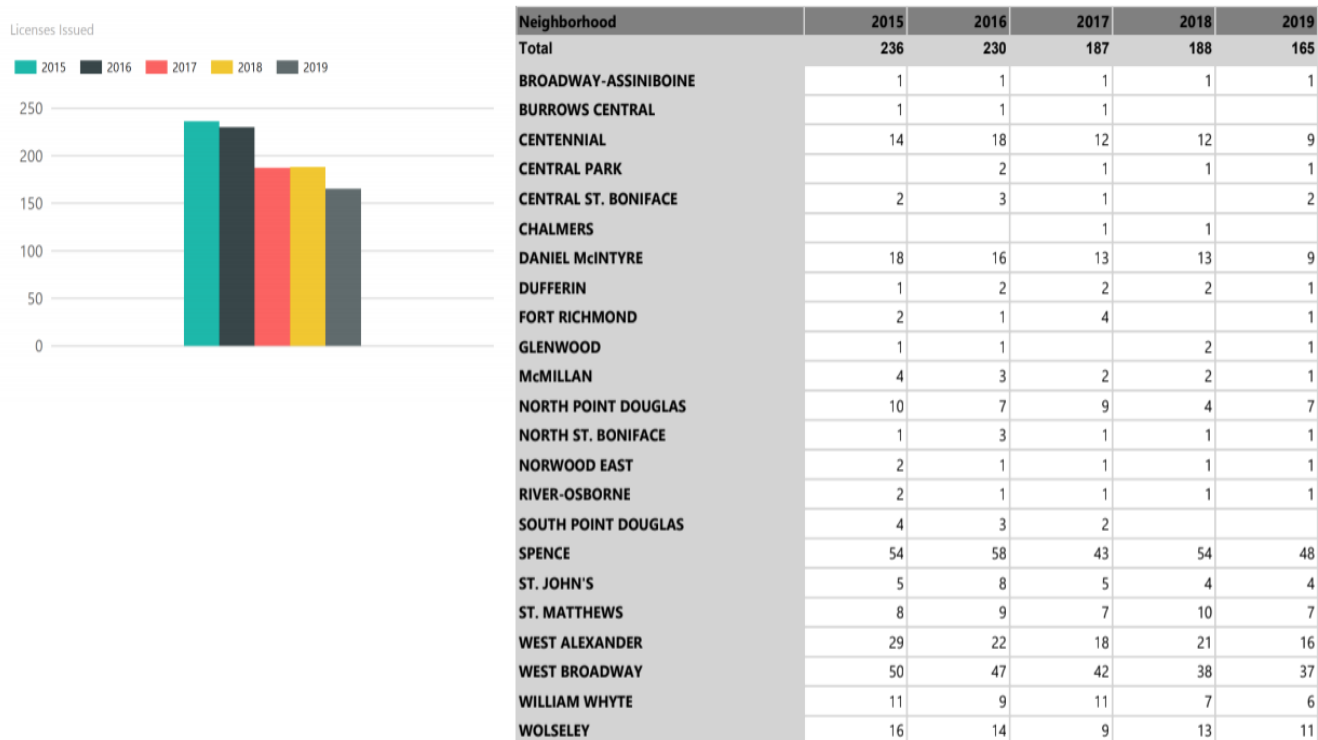 Licenses Issued
2015 2016 2017 2018 2019
250
200
150
100
50
0
Neighborhood 2015 2016 2017 2018 2019
Total 236 230 187 188 165
BROADWAY-ASSINIBOINE 1 1 1 1 1
BURROWS CENTRAL 1 1 1
CENTENNIAL 14 18 12 12 9
CENTRAL PARK 2 1 1 1
CENTRAL ST. BONIFACE 2 3 1 2
CHALMERS 1 1
DANIEL McINTYRE 18 16 13 13 9
DUFFERIN 1 2 2 2 1
FORT RICHMOND 2 1 4 1
GLENWOOD 1 1 2 1
McMILLAN 4 3 2 2 1
NORTH POINT DOUGLAS 10 7 9 4 7
NORTH ST. BONIFACE 1 3 1 1 1
NORWOOD EAST 2 1 1 1 1
RIVER-OSBORNE 2 1 1 1 1
SOUTH POINT DOUGLAS 4 3 2
SPENCE 54 58 43 54 48
ST. JOHN'S 5 8 5 4 4
ST. MATTHEWS 8 9 7 10 7
WEST ALEXANDER 29 22 18 21 16
WEST BROADWAY 50 47 42 38 37
WILLIAM WHYTE 11 9 11 7 6
WOLSELEY 16 14 9 13 11